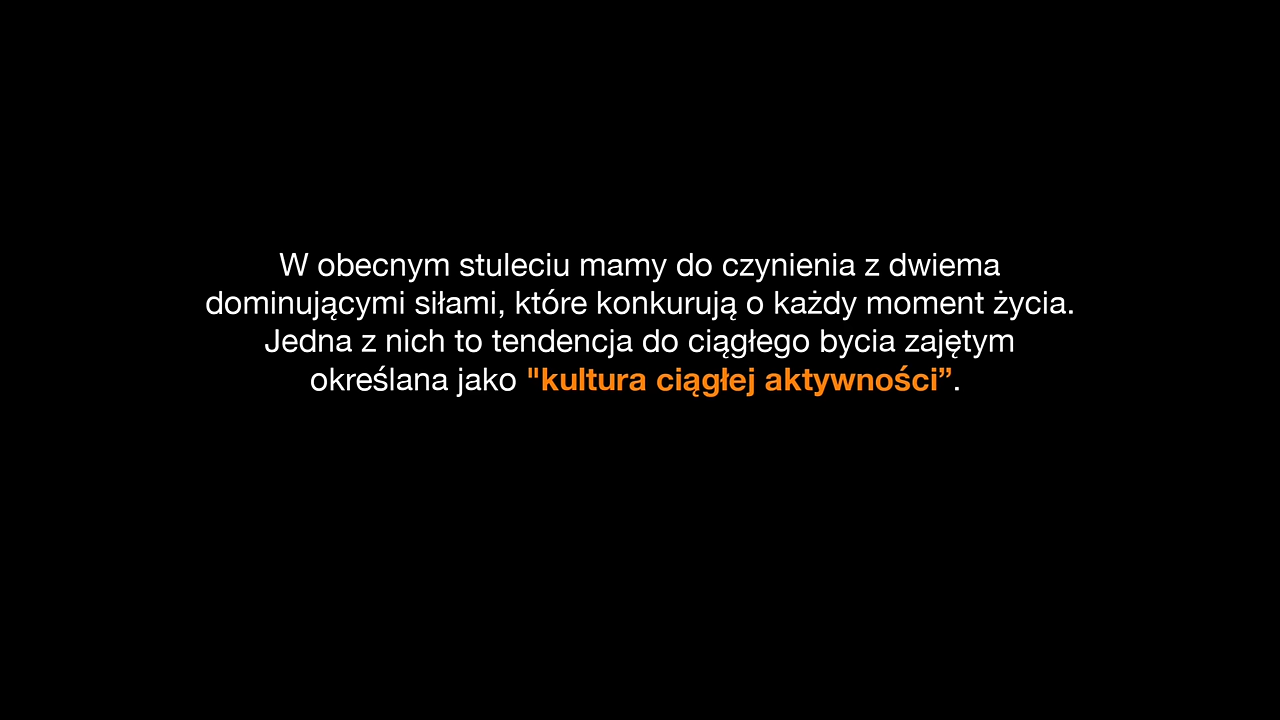 W obecnym stuleciu mamy do czynienia z dwiema
dominującymi siłami, które konkurują o każdy moment życia.
Jedna z nich to tendencja do ciągłego bycia zajętym
określana jako "kultura ciągłej aktywności”.